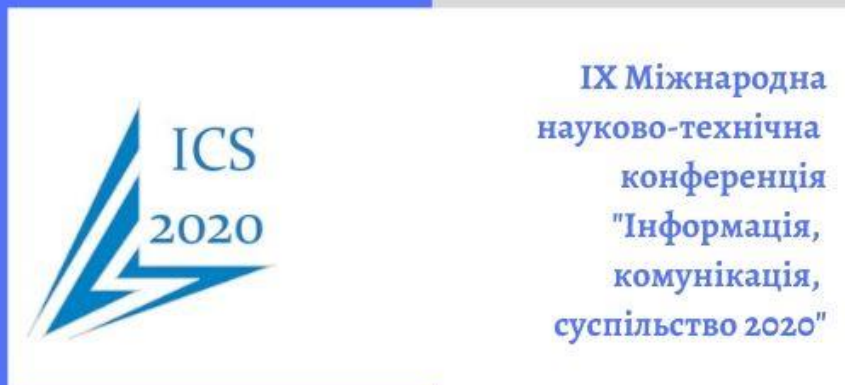 ICS
2020
IX Міжнародна
науково-технічна
конференція
"Інформація,
комунікація,
суспільство 2020"